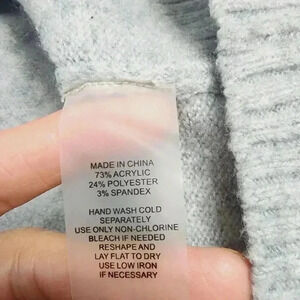 MADE IN CHINA
73% ACRYLIC
24% POLYESTER
3% SPANDEX
HAND WASH COLD
SEPARATELY
USE ONLY NON-CHLORINE
BLEACH IF NEEDED
RESHAPE AND
LAY FLAT TO DRY
USE LOW IRON
IF NECESSARY